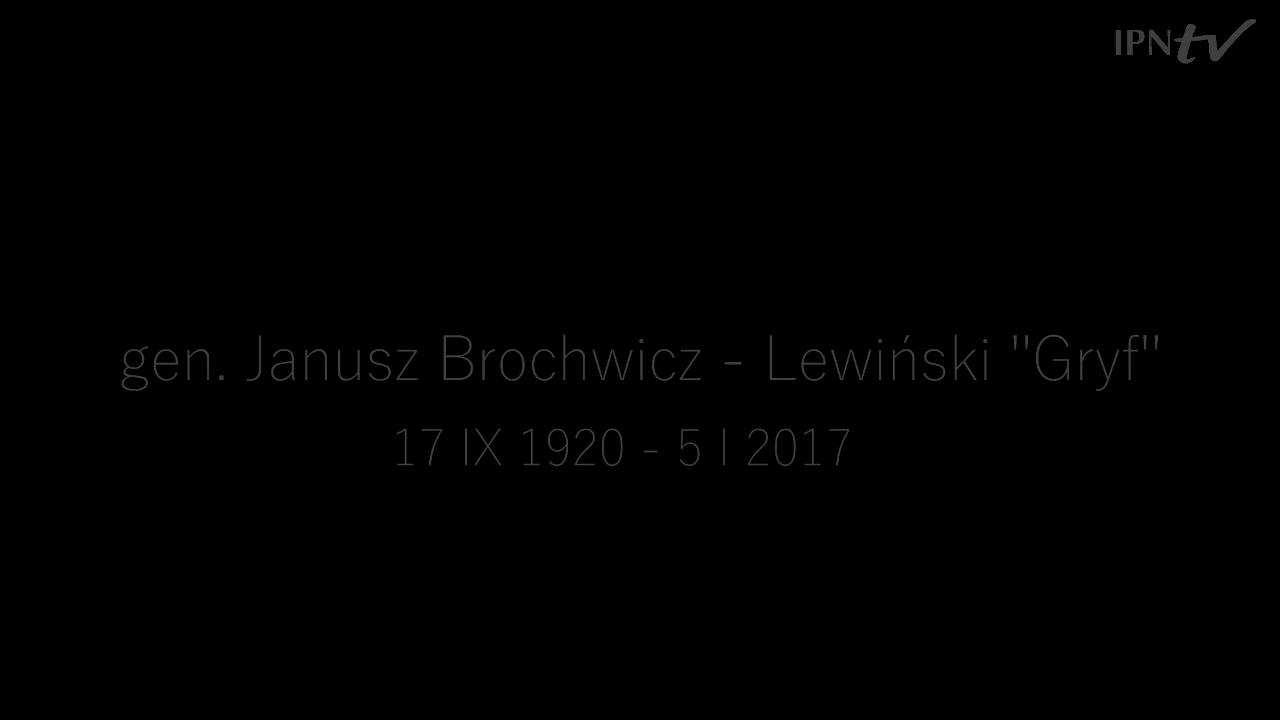 IPNtv
gen. Janusz Brochwicz - Lewiński "Gryf"
17 IX 1920 - 5 I 2017